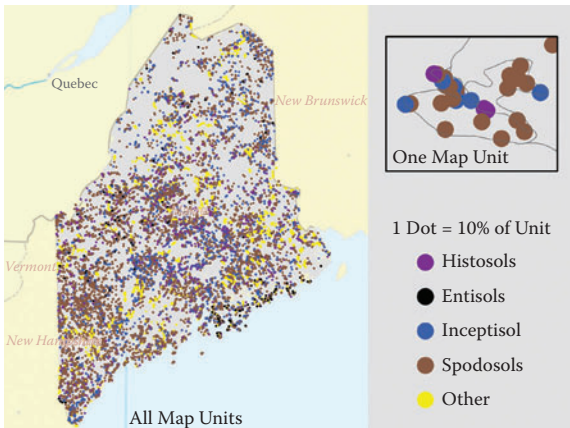 Quebec
New Brunswick
Vermont
New Hampshire
All Map Units
One Map Unit
1 Dot = 10% of Unit
Histosols
Entisols
Inceptisol
Spodosols
Other